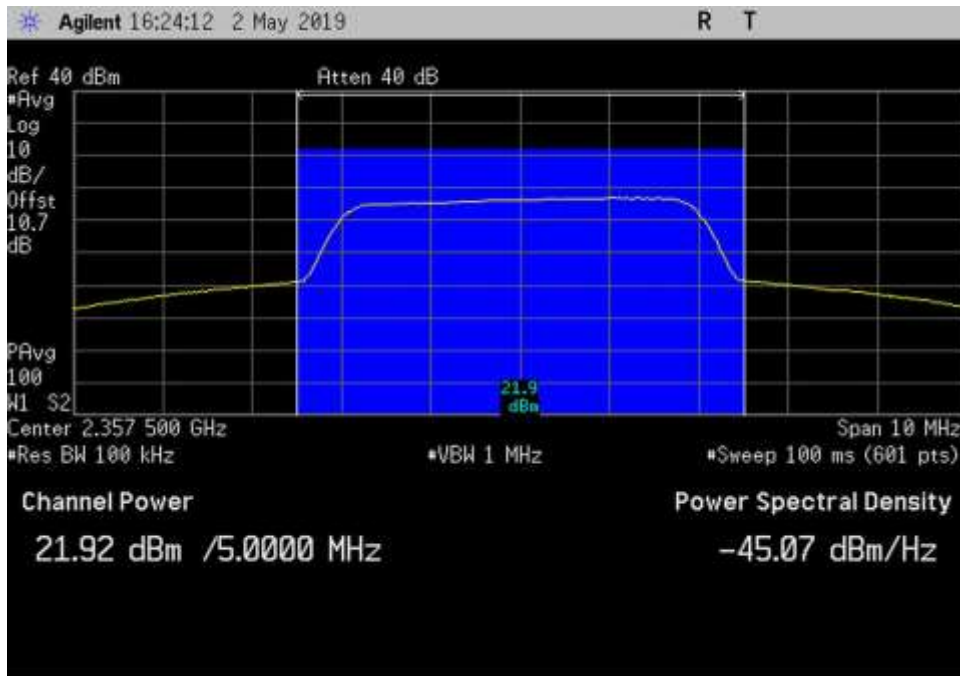 Agilent 16:24:12 2 May 2019 R T
Ref 40 dBm Atten 40 dB
#Avg
Log
10
dB/
Offst
10.7
dB
PAvg
100
W1 S2
21.9
dBm
Center 2.357 500 GHz Span 10 MHz
#Res BW 100 kHz #VBW 1 MHz #Sweep 100 ms (601 pts)
Channel Power Power Spectral Density
21.92 dBm /5.0000 MHz -45.07 dBm/Hz